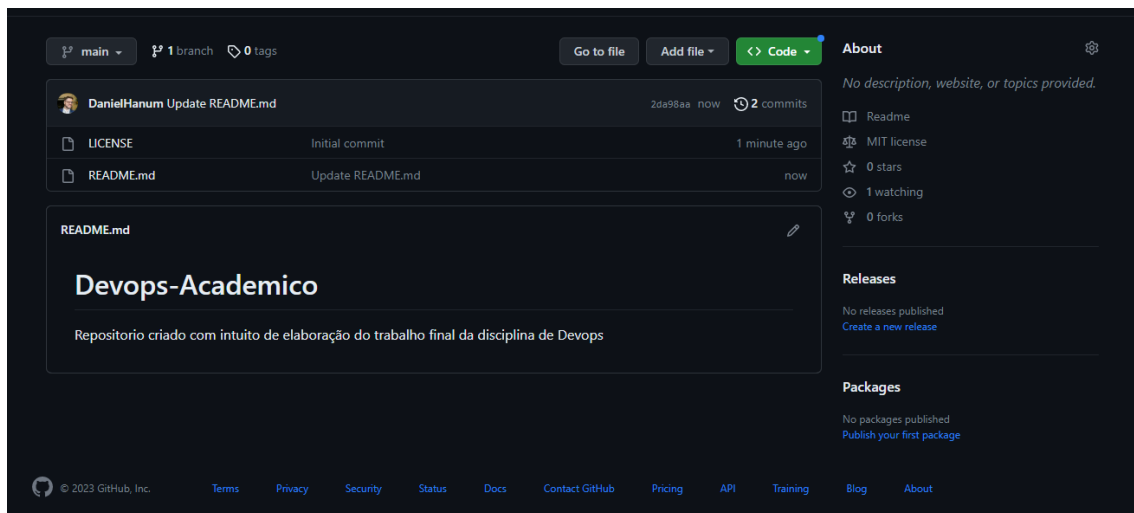 main 1 branch 0 tags Go to file Add file <> Code
DanielHanum Update README.md 2da98aa now 2 commits
LICENSE Initial commit 1 minute ago
README.md Update README.md now
README.md
Devops-Academico
Repositorio criado com intuito de elaboração do trabalho final da disciplina de Devops
About
No description, website, or topics provided.
Readme
MIT license
0 stars
1 watching
0 forks
Releases
No releases published
Create a new release
Packages
No packages published
Publish your first package
© 2023 GitHub, Inc. Terms Privacy Security Status Docs Contact GitHub Pricing API Training Blog About